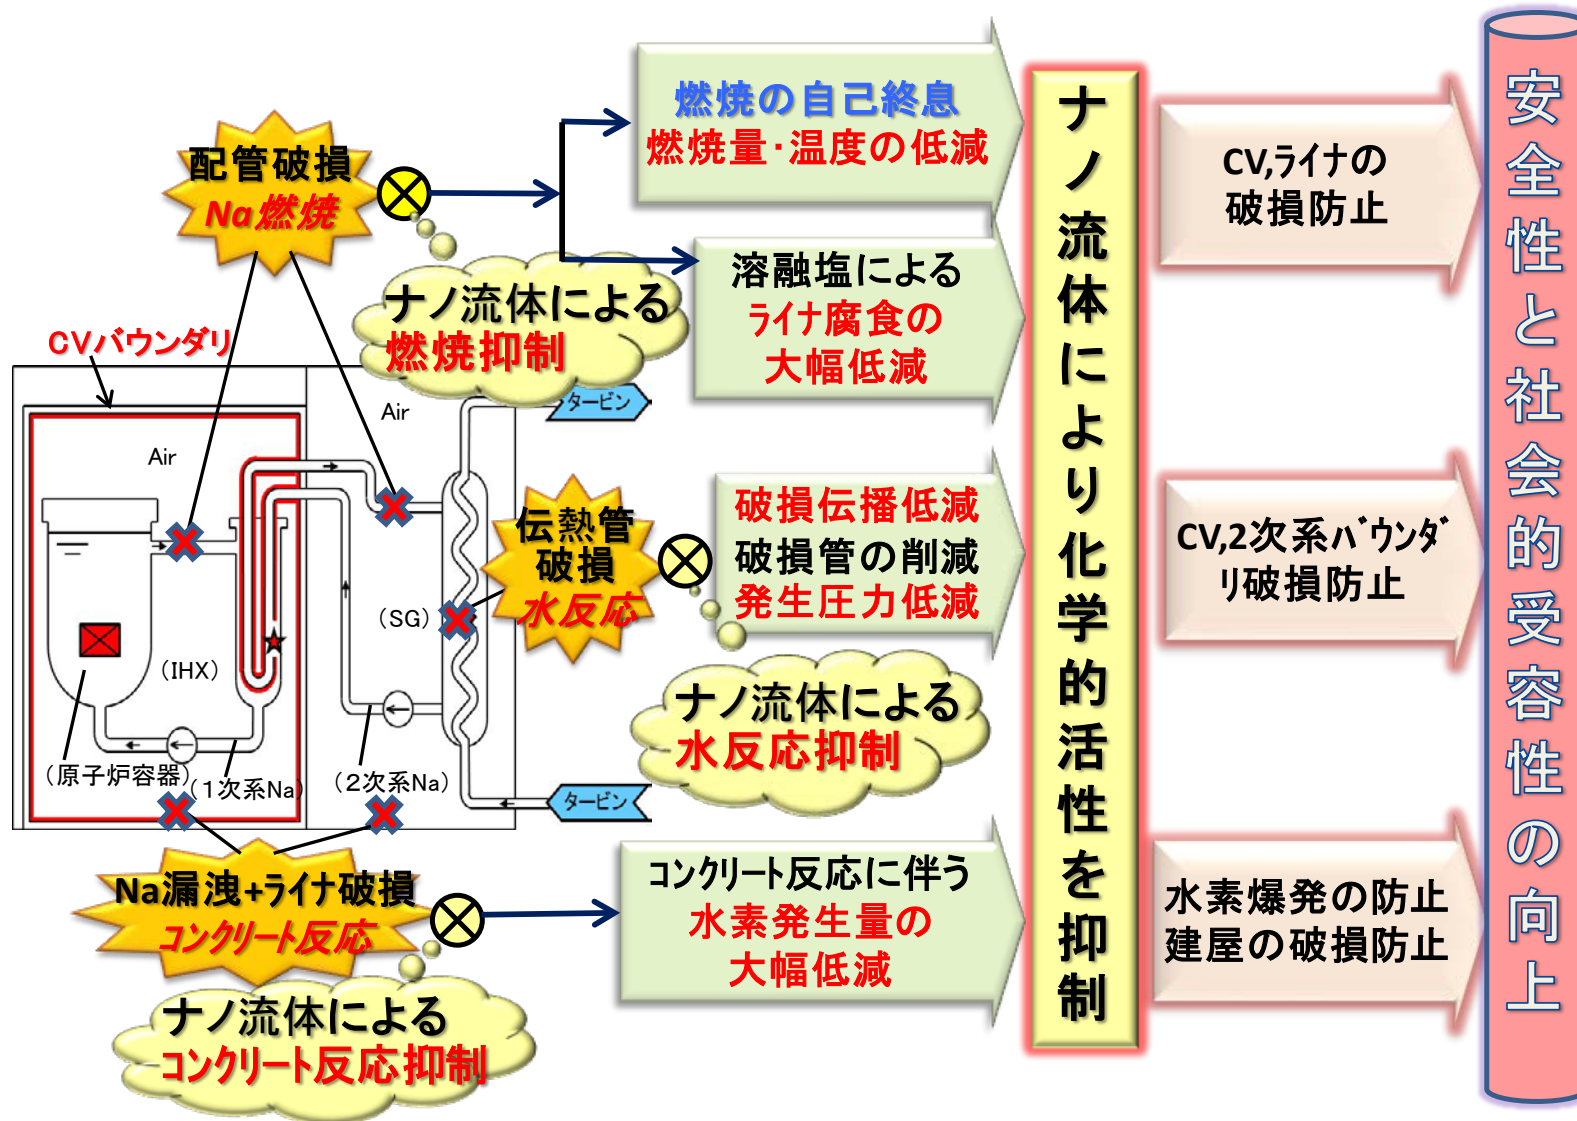 配管破損
Na燃焼
燃焼の自己終息
燃焼量・温度の低減
ナノ流体による
燃焼抑制
溶融塩による
ライナ腐食の
大幅低減
CVバウンダリ
Air
Air
タービン
(SG)
(IHX)
(原子炉容器)
(1次系Na)
(2次系Na)
タービン
伝熱管
破損
水反応
破損伝播低減
破損管の削減
発生圧力低減
ナノ流体による
水反応抑制
Na漏洩+ライナ破損
コンクリート反応
ナノ流体による
コンクリート反応抑制
コンクリート反応に伴う
水素発生量の
大幅低減
ナノ流体により化学的活性を抑制
CV,ライナの
破損防止
CV,2次系バウンダ
リ破損防止
水素爆発の防止
建屋の破損防止
安全性と社会的受容性の向上